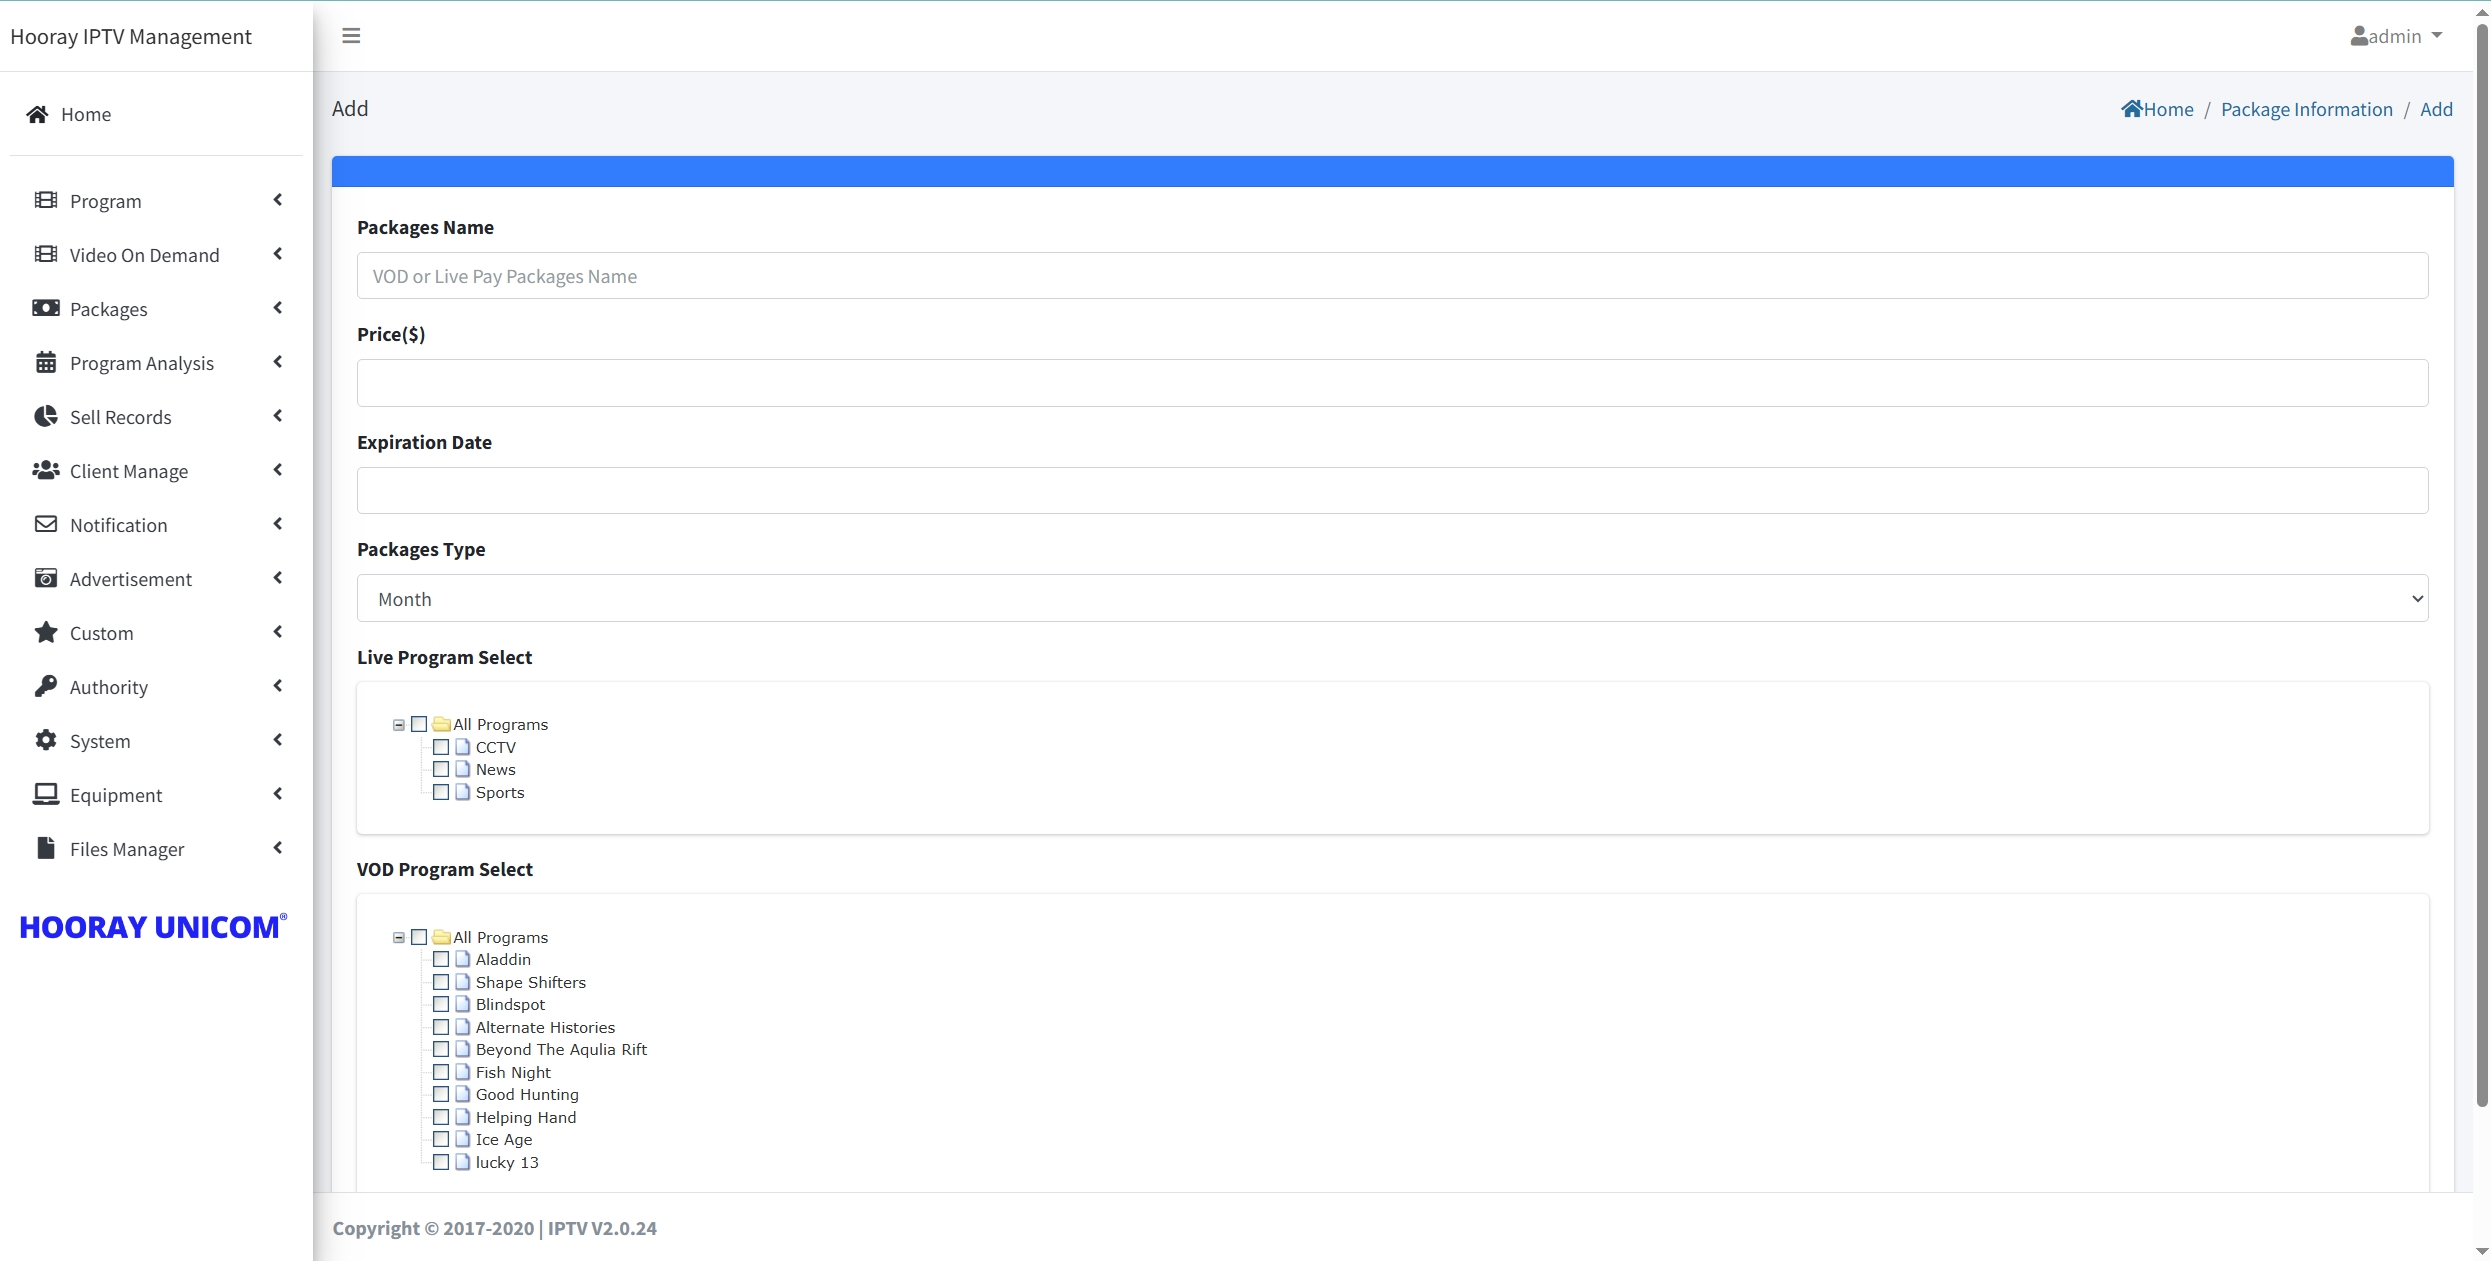 Hooray IPTV Management
admin
Home
Program
Video On Demand
Packages
Program Analysis
Sell Records
Client Manage
Notification
Advertisement
Custom
Authority
System
Equipment
Files Manager
HOORAY UNICOM®
Add
Home / Package Information / Add
Packages Name
VOD or Live Pay Packages Name
Price($)
Expiration Date
Packages Type
Month
Live Program Select
All Programs
CCTV
News
Sports
VOD Program Select
All Programs
Aladdin
Shape Shifters
Blindspot
Alternate Histories
Beyond The Aqulia Rift
Fish Night
Good Hunting
Helping Hand
Ice Age
lucky 13
Copyright © 2017-2020 | IPTV V2.0.24